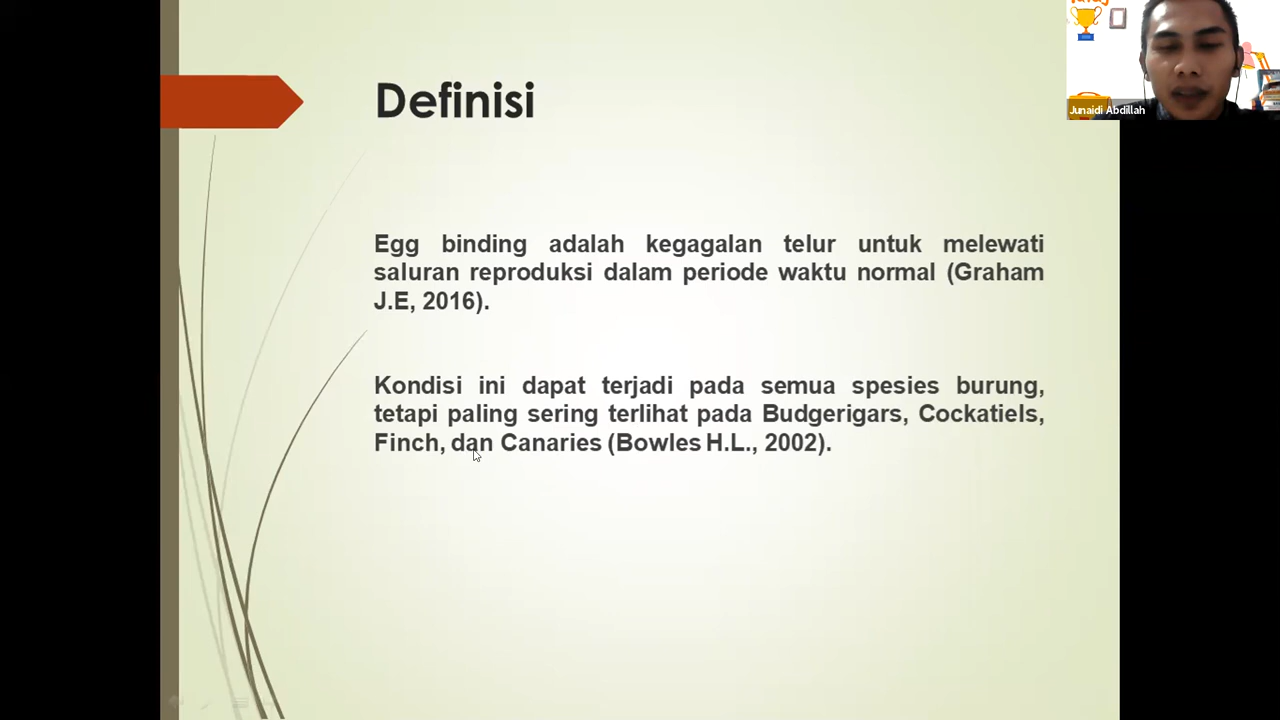 Definisi
Junaidi Abdillah
Egg binding adalah kegagalan telur untuk melewati
saluran reproduksi dalam periode waktu normal (Graham
J.E, 2016).
Kondisi ini dapat terjadi pada semua spesies burung,
tetapi paling sering terlihat pada Budgerigars, Cockatiels,
Finch, dan Canaries (Bowles H.L., 2002).